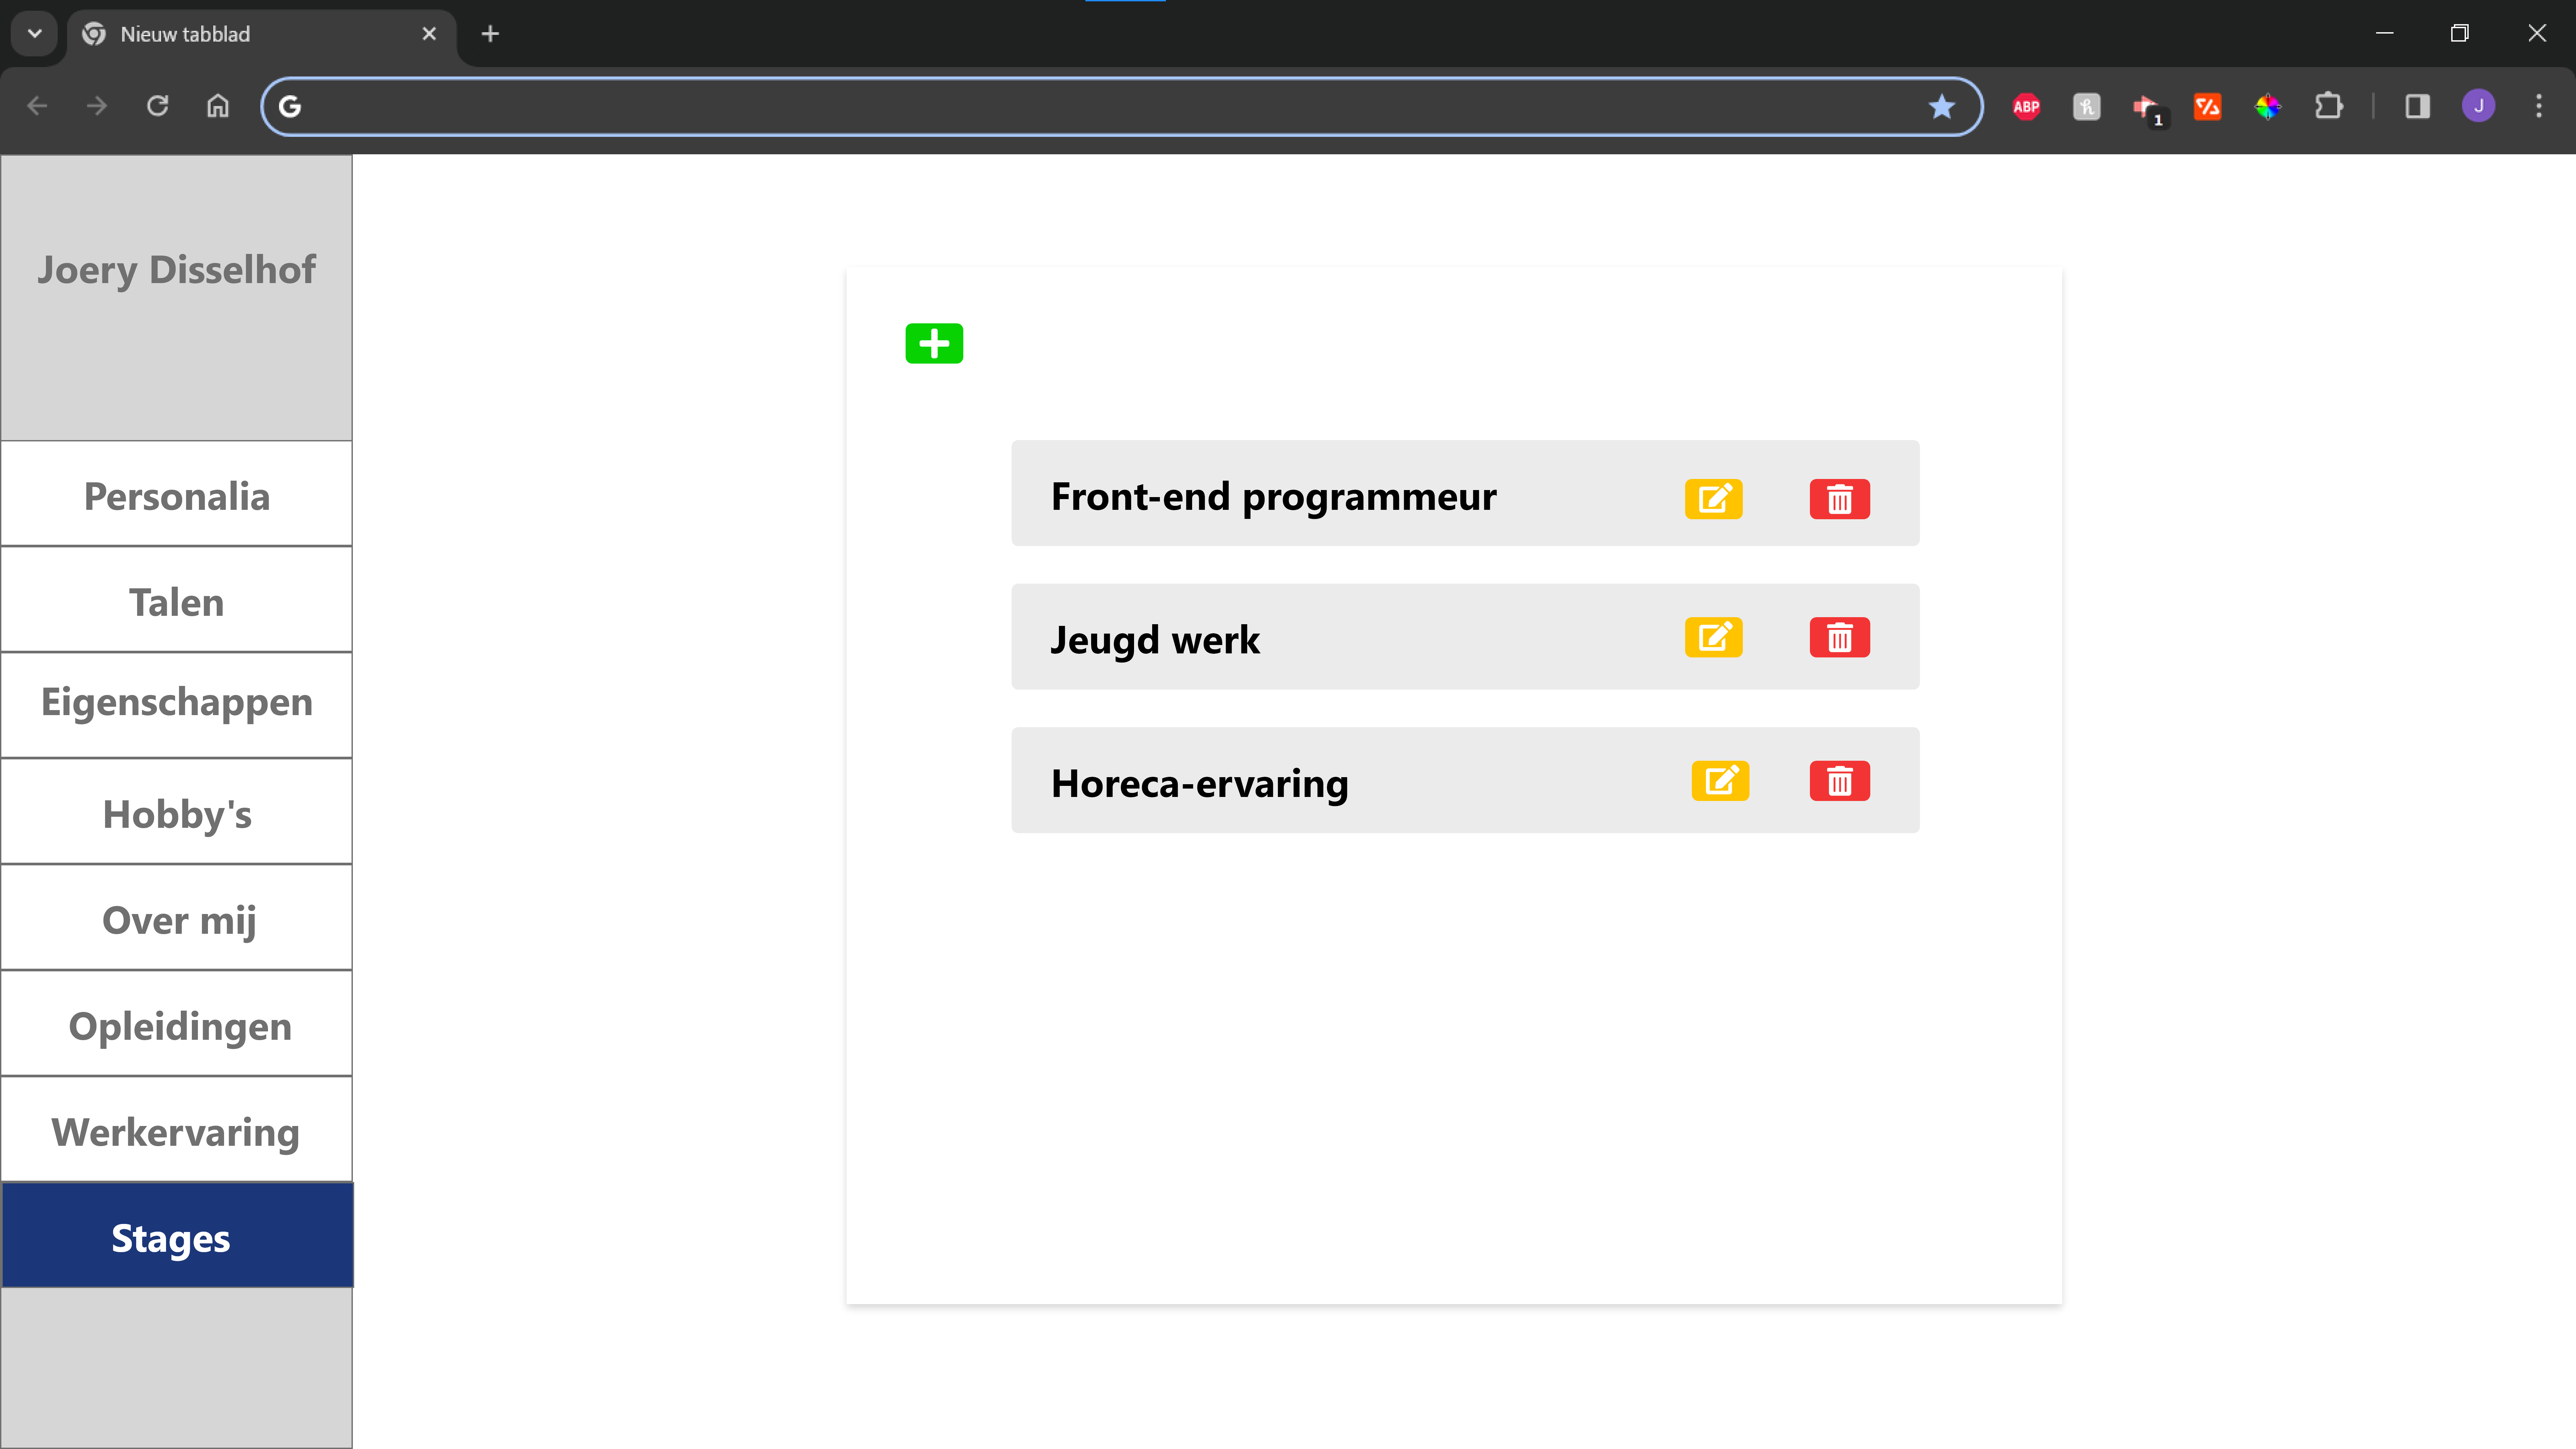 Nieuw tabblad
G
ABP
1
J
Joery Disselhof
Personalia
Talen
Eigenschappen
Hobby's
Over mij
Opleidingen
Werkervaring
Stages
Front-end programmeur
Jeugd werk
Horeca-ervaring